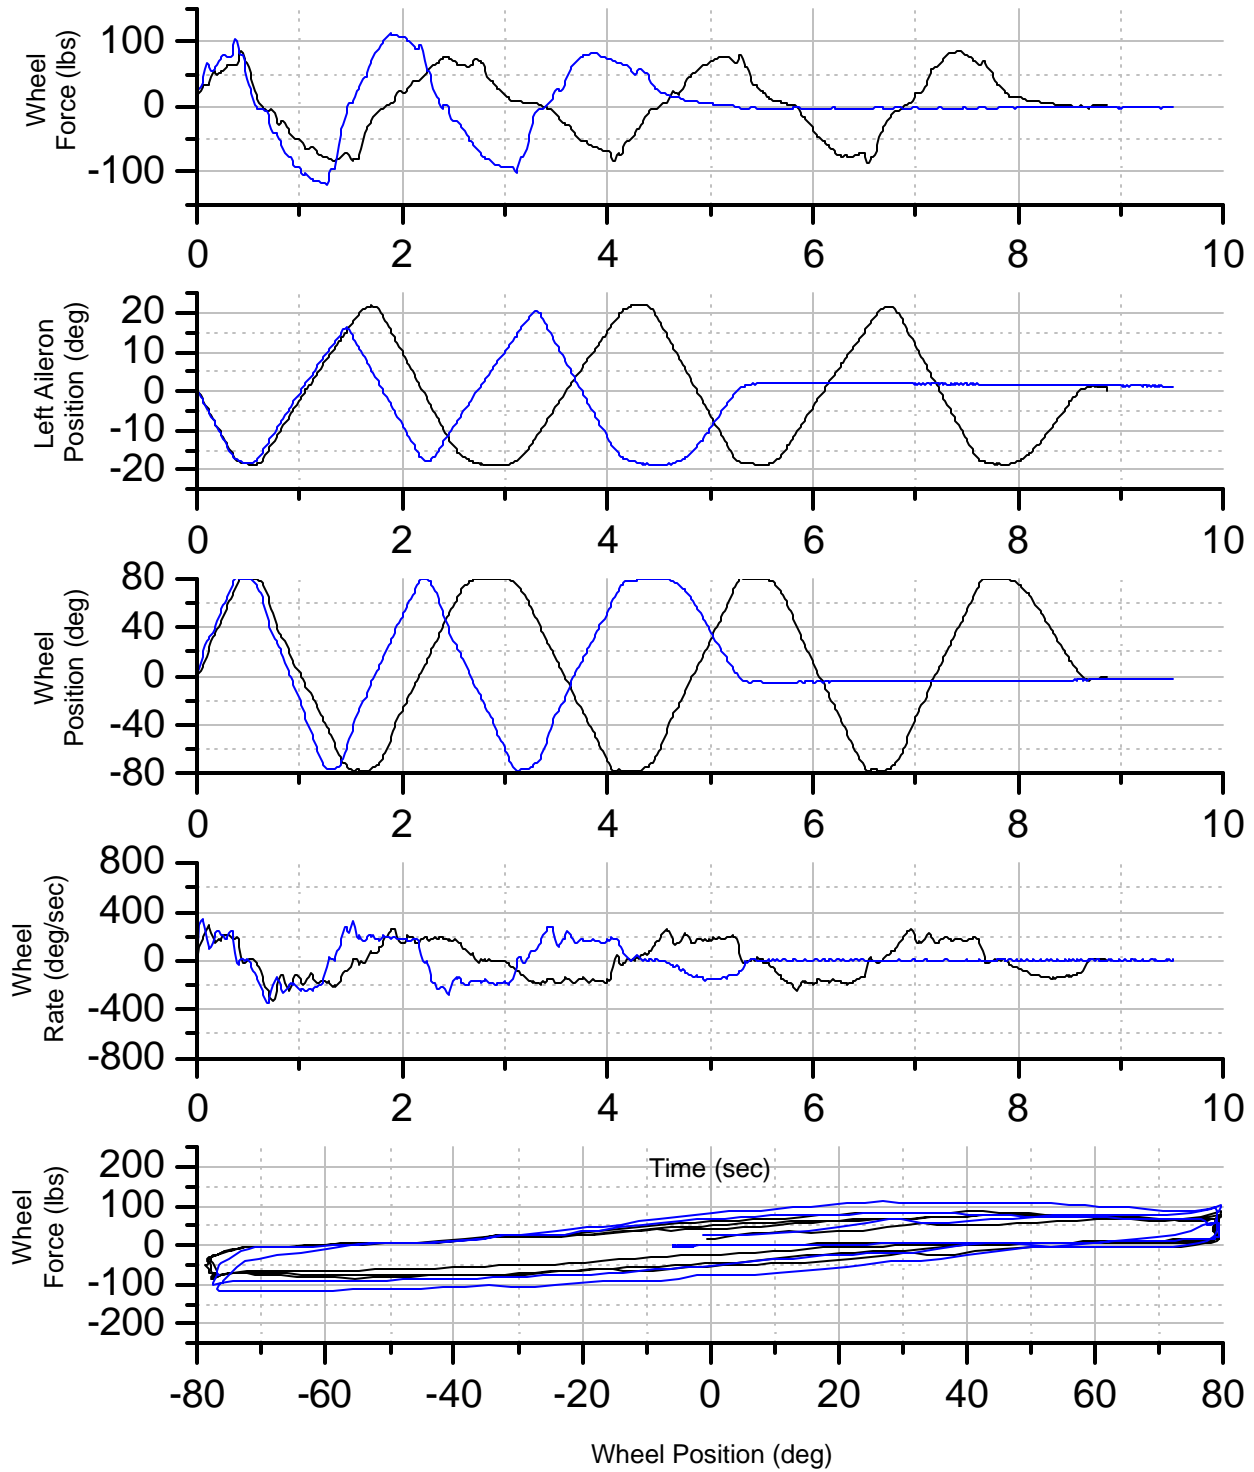 Wheel
Force (lbs)
100
0
-100
0 2 4 6 8 10
Left Aileron
Position (deg)
20
10
0
-10
-20
0 2 4 6 8 10
Wheel
Position (deg)
80
40
0
-40
-80
0 2 4 6 8 10
Wheel
Rate (deg/sec)
800
400
0
-400
-800
0 2 4 6 8 10
Time (sec)
Wheel
Force (lbs)
200
100
0
-100
-200
-80 -60 -40 -20 0 20 40 60 80
Wheel Position (deg)